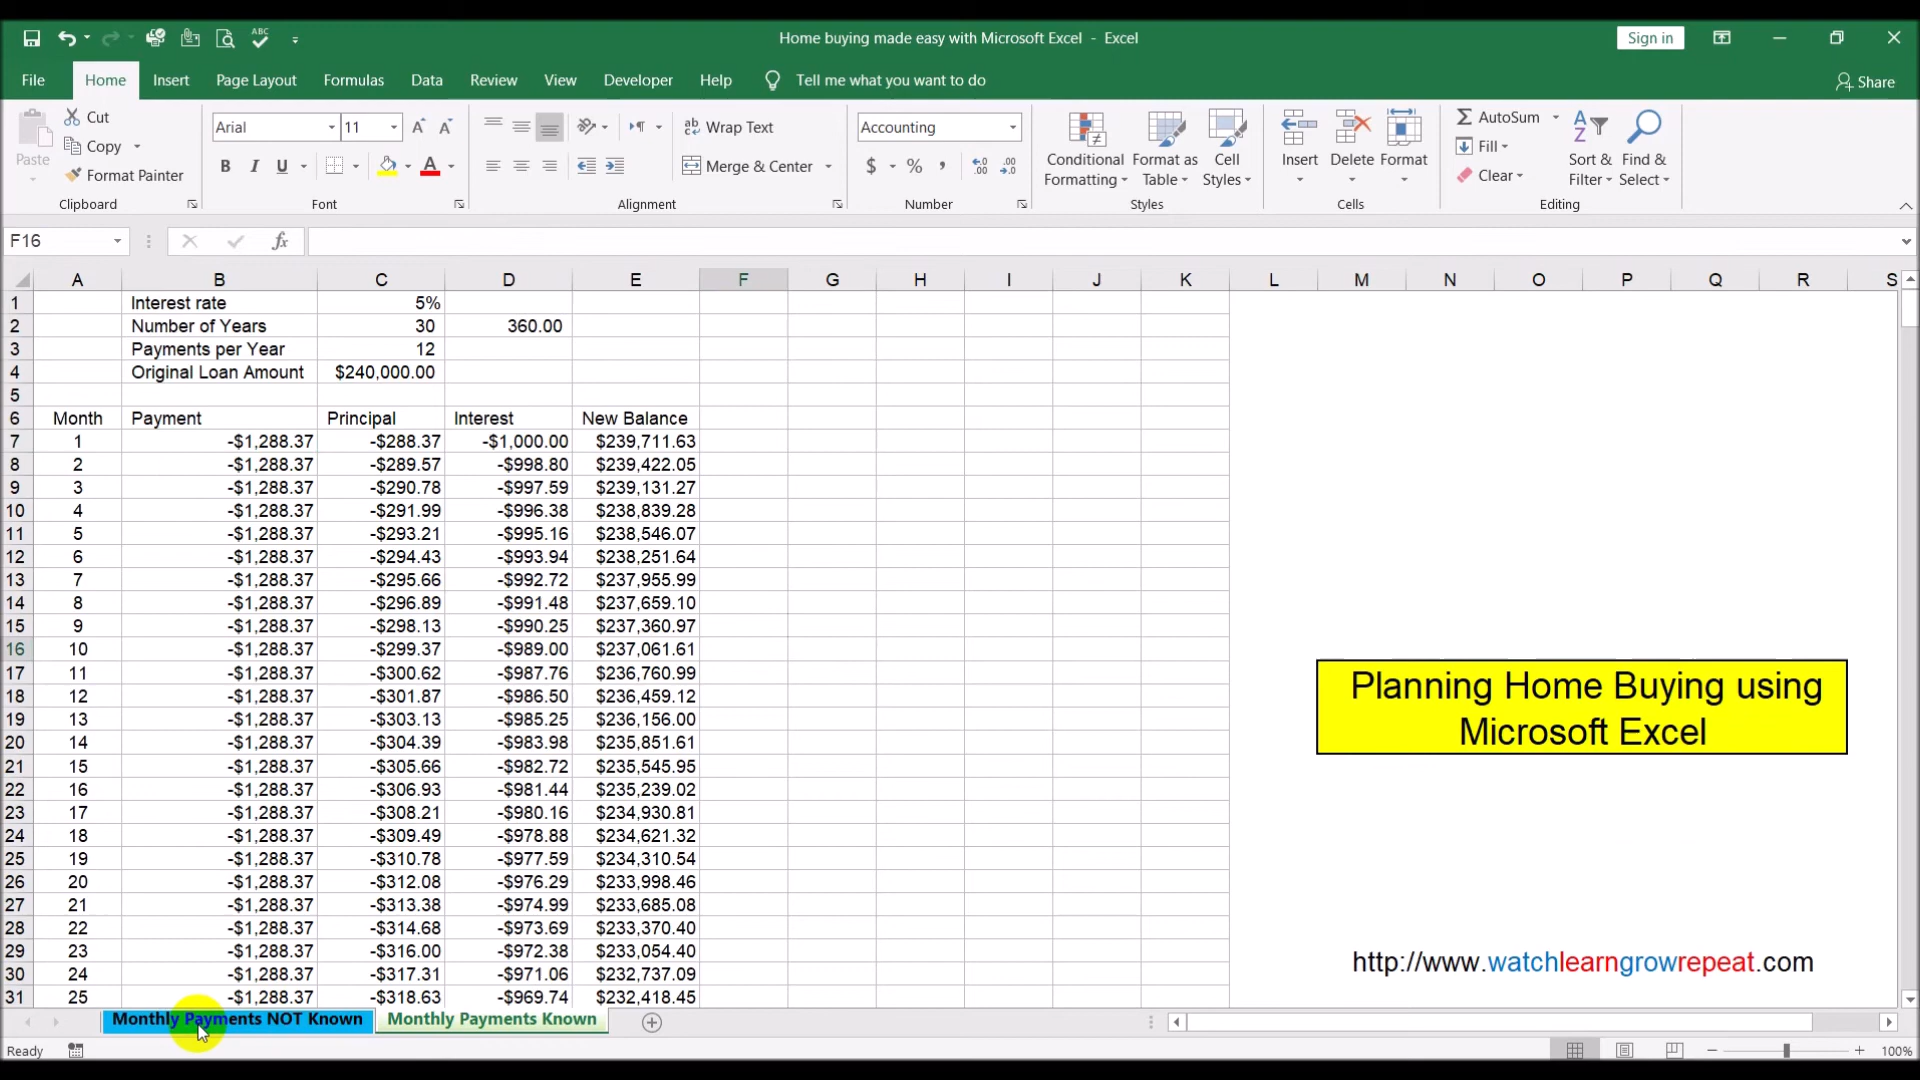 Home buying made easy with Microsoft Excel - Excel
Sign in
File Home Insert Page Layout Formulas Data Review View Developer Help Tell me what you want to do Share
Paste
Cut
Copy
Format Painter
Clipboard
Arial 11
B I U A
Font
ab Wrap Text
Merge & Center
Alignment
Accounting
$ % ,
Number
Conditional Formatting
Format as Table
Cell Styles
Styles
Insert Delete Format
Cells
AutoSum
Fill
Clear
Sort & Filter
Find & Select
Editing
F16 fx
A B C D E F G H I J K L M N O P Q R S
1 Interest rate 5%
2 Number of Years 30 360.00
3 Payments per Year 12
4 Original Loan Amount $240,000.00
5
6 Month Payment Principal Interest New Balance
7 1 -$1,288.37 -$288.37 -$1,000.00 $239,711.63
8 2 -$1,288.37 -$289.57 -$998.80 $239,422.05
9 3 -$1,288.37 -$290.78 -$997.59 $239,131.27
10 4 -$1,288.37 -$291.99 -$996.38 $238,839.28
11 5 -$1,288.37 -$293.21 -$995.16 $238,546.07
12 6 -$1,288.37 -$294.43 -$993.94 $238,251.64
13 7 -$1,288.37 -$295.66 -$992.72 $237,955.99
14 8 -$1,288.37 -$296.89 -$991.48 $237,659.10
15 9 -$1,288.37 -$298.13 -$990.25 $237,360.97
16 10 -$1,288.37 -$299.37 -$989.00 $237,061.61
17 11 -$1,288.37 -$300.62 -$987.76 $236,760.99
18 12 -$1,288.37 -$301.87 -$986.50 $236,459.12
19 13 -$1,288.37 -$303.13 -$985.25 $236,156.00
20 14 -$1,288.37 -$304.39 -$983.98 $235,851.61
21 15 -$1,288.37 -$305.66 -$982.72 $235,545.95
22 16 -$1,288.37 -$306.93 -$981.44 $235,239.02
23 17 -$1,288.37 -$308.21 -$980.16 $234,930.81
24 18 -$1,288.37 -$309.49 -$978.88 $234,621.32
25 19 -$1,288.37 -$310.78 -$977.59 $234,310.54
26 20 -$1,288.37 -$312.08 -$976.29 $233,998.46
27 21 -$1,288.37 -$313.38 -$974.99 $233,685.08
28 22 -$1,288.37 -$314.68 -$973.69 $233,370.40
29 23 -$1,288.37 -$316.00 -$972.38 $233,054.40
30 24 -$1,288.37 -$317.31 -$971.06 $232,737.09
31 25 -$1,288.37 -$318.63 -$969.74 $232,418.45
Planning Home Buying using
Microsoft Excel
http://www.watchlearngrowrepeat.com
Monthly Payments NOT Known Monthly Payments Known
Ready 100%